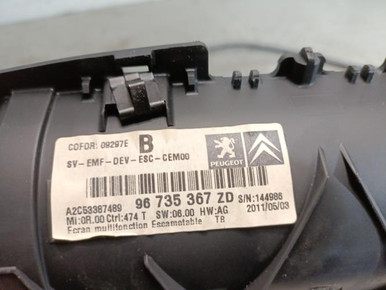 COFOR: 09297E B
SV-EMF-DEV-ESC-CEM00
PEUGEOT
A2C53387489 96 735 367 ZD S/N:144986
Mi:0R.00 Ctrl:474 T SW:06.00 HW:AG 2011/05/03
Ecran multifonction Escamotable T8